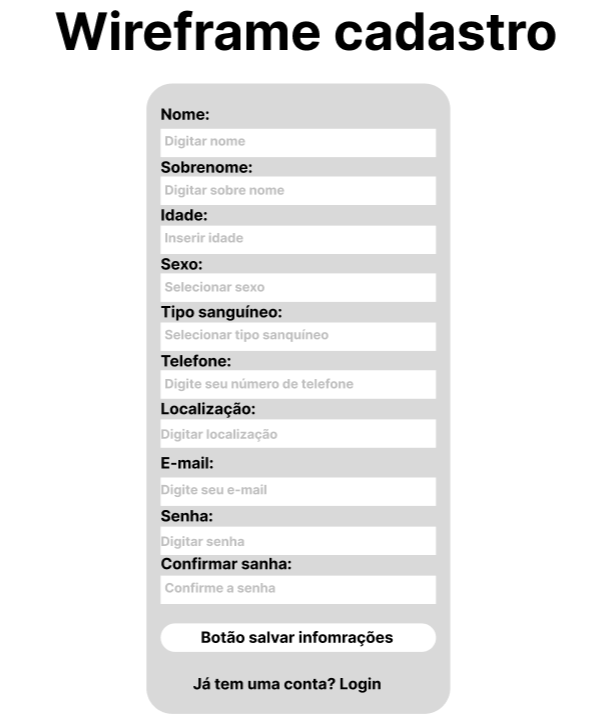 Wireframe cadastro
Nome:
Digitar nome
Sobrenome:
Digitar sobre nome
Idade:
Inserir idade
Sexo:
Selecionar sexo
Tipo sanguíneo:
Selecionar tipo sanquíneo
Telefone:
Digite seu número de telefone
Localização:
Digitar localização
E-mail:
Digite seu e-mail
Senha:
Digitar senha
Confirmar sanha:
Confirme a senha
Botão salvar infomrações
Já tem uma conta? Login